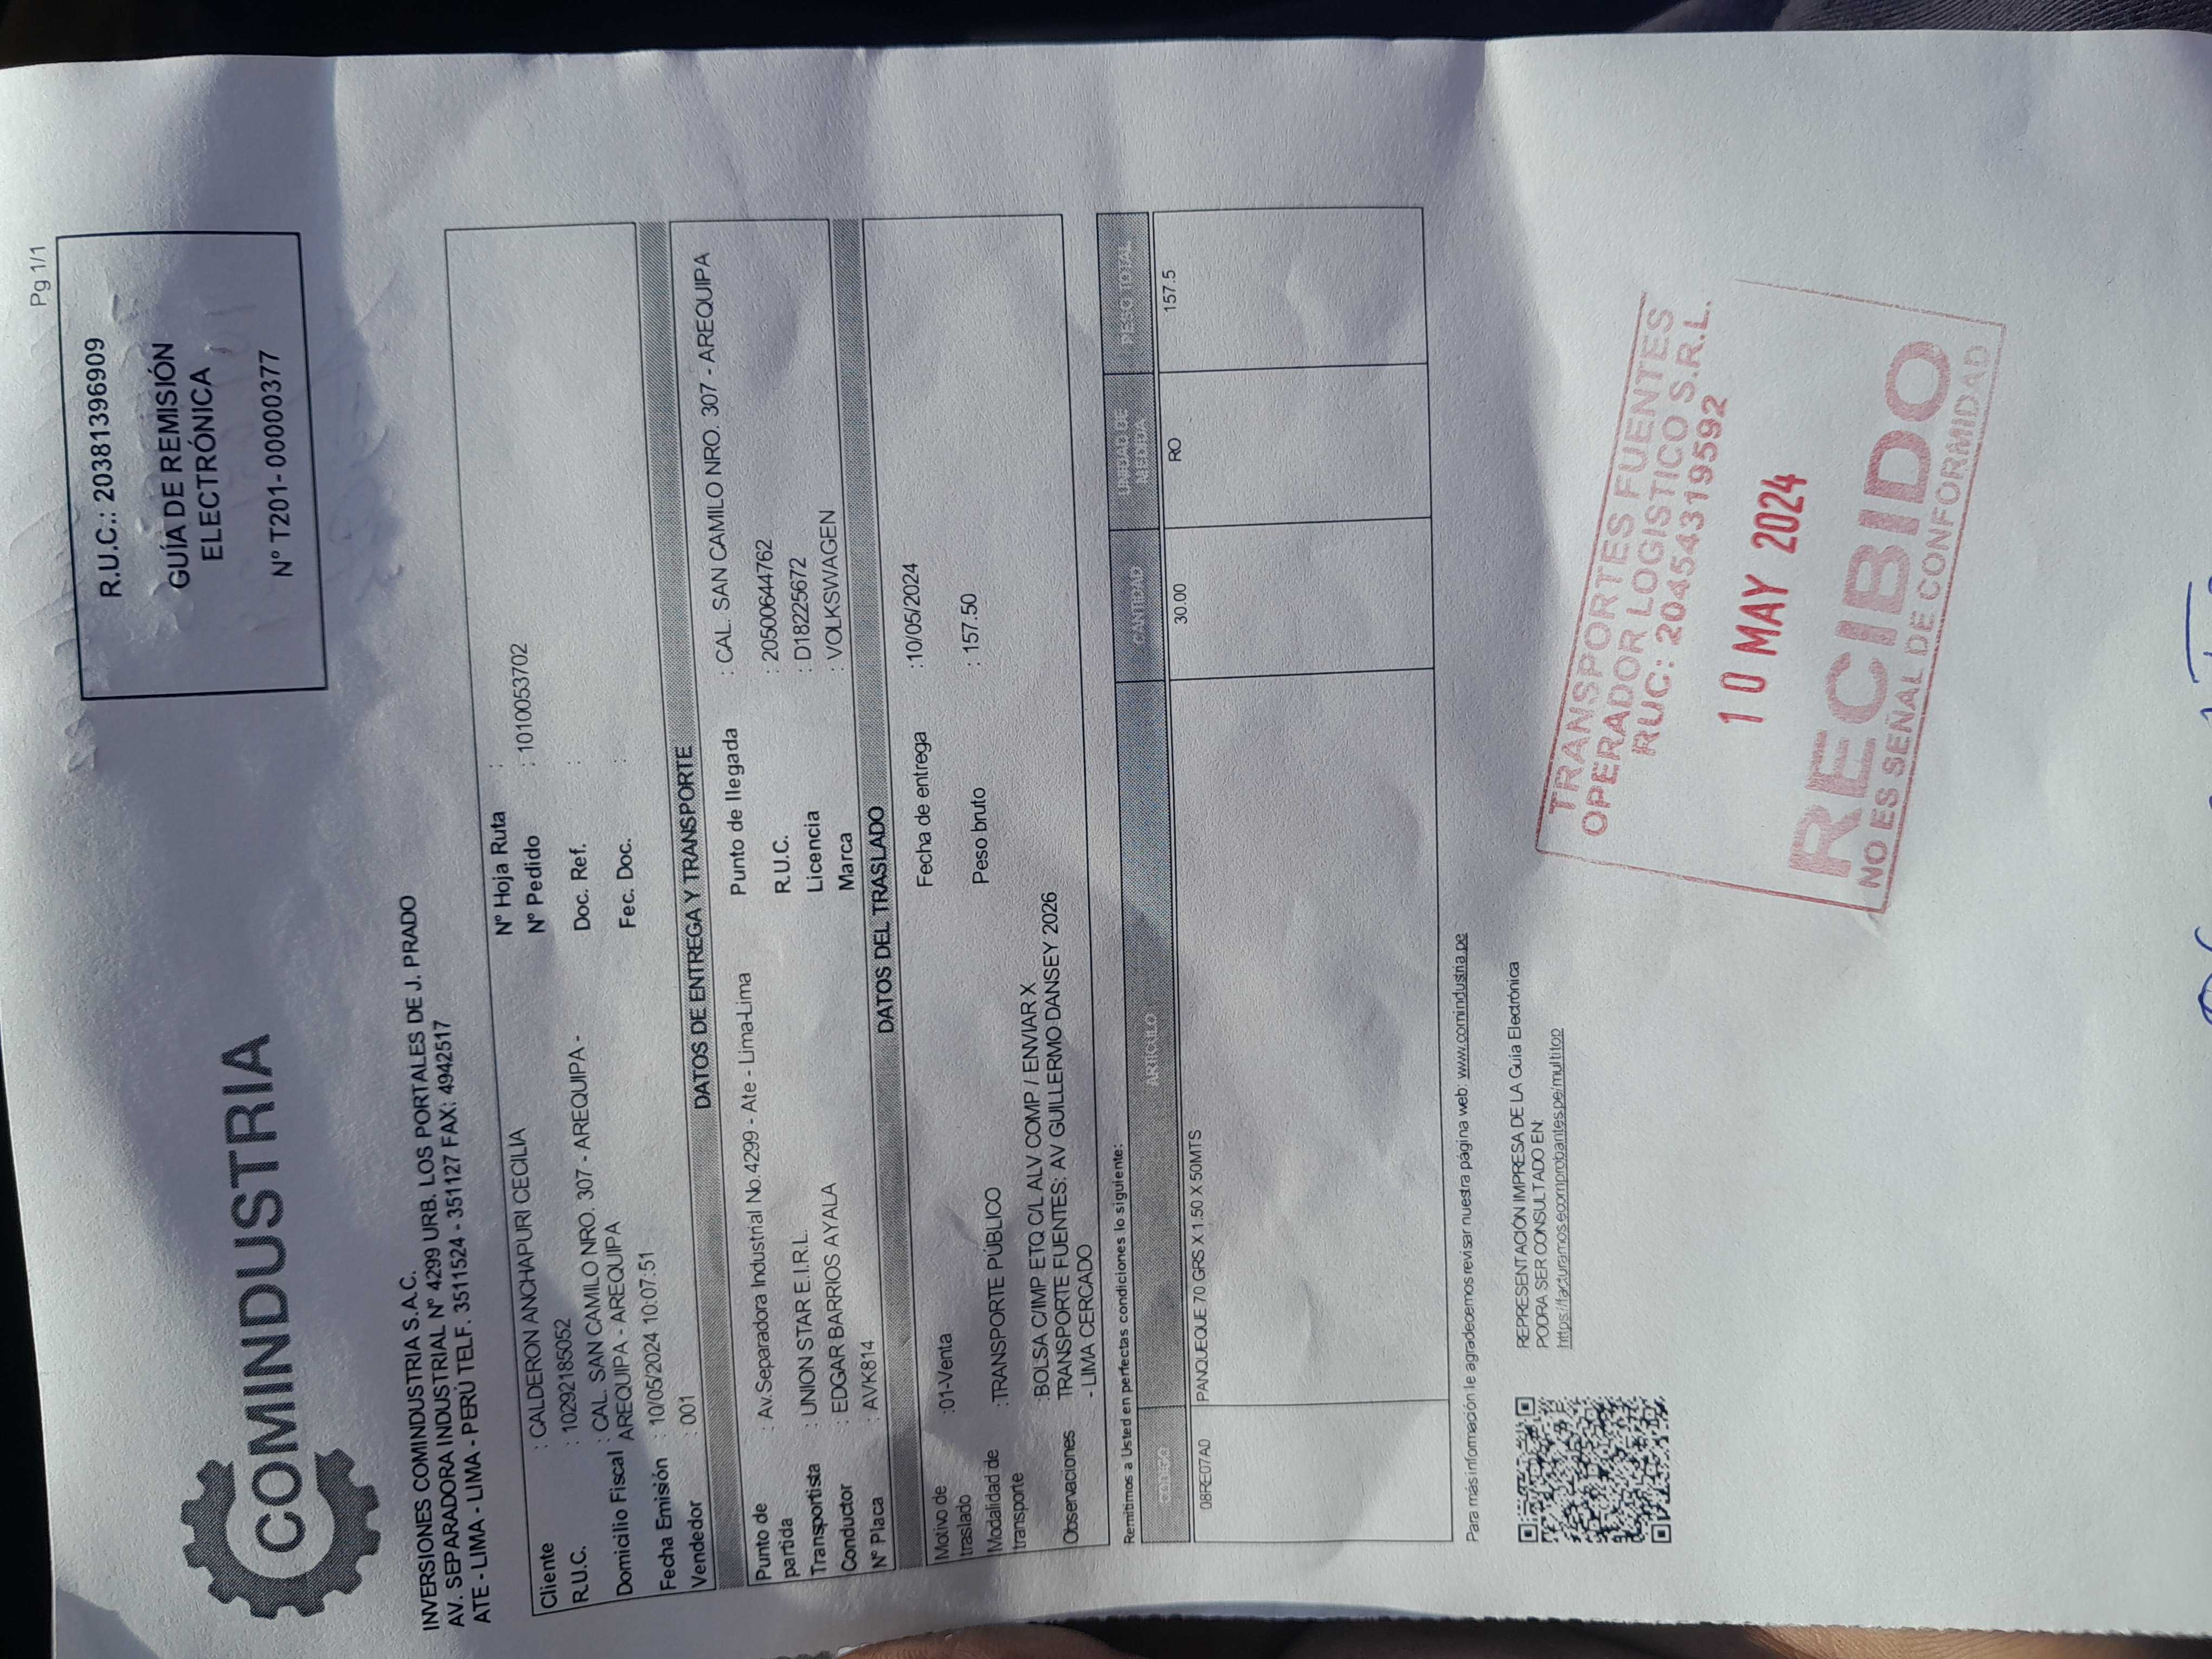 Pg 1/1
COMINDUSTRIA
R.U.C.: 20381396909
GUÍA DE REMISIÓN
ELECTRÓNICA
N° T201- 00000377
INVERSIONES COMINDUSTRIA S.A.C.
AV. SEPARADORA INDUSTRIAL N° 4299 URB. LOS PORTALES DE J. PRADO
ATE - LIMA - LIMA - PERÚ TELF. 3511524 - 351127 FAX: 4942517
Cliente : CALDERON ANCHAPURI CECILIA N° Hoja Ruta :
R.U.C. : 10292185052 N° Pedido : 1010053702
Domicilio Fiscal : CAL. SAN CAMILO NRO. 307 - AREQUIPA - Doc. Ref. :
AREQUIPA - AREQUIPA
Fecha Emisión : 10/05/2024 10:07:51 Fec. Doc. :
Vendedor : 001
DATOS DE ENTREGA Y TRANSPORTE
Punto de partida : Av.Separadora Industrial No.4299 - Ate - Lima-Lima Punto de llegada : CAL. SAN CAMILO NRO. 307 - AREQUIPA
Transportista : UNION STAR E.I.R.L. R.U.C. : 20500644762
Conductor : EDGAR BARRIOS AYALA Licencia : D18225672
N° Placa : AVK814 Marca : VOLKSWAGEN
DATOS DEL TRASLADO
Motivo de traslado :01-Venta Fecha de entrega :10/05/2024
Modalidad de transporte :TRANSPORTE PÚBLICO Peso bruto : 157.50
Observaciones :BOLSA C/IMP ETQ C/L ALV COMP / ENVIAR X
TRANSPORTE FUENTES: AV GUILLERMO DANSEY 2026
- LIMA CERCADO
Remitimos a Usted en perfectas condiciones lo siguiente:
CODIGO ARTICULO CANTIDAD UNIDAD DE MEDIDA PESO TOTAL
08RE07A0 PANQUEQUE 70 GRS X 1.50 X 50MTS 30.00 RO 157.5
Para más información le agradecemos revisar nuestra página web: www.comindustria.pe
REPRESENTACIÓN IMPRESA DE LA Guía Electrónica
PODRA SER CONSULTADO EN:
https://facturamos.ecomprobantes.pe/multitop
TRANSPORTES FUENTES
OPERADOR LOGISTICO S.R.L.
RUC: 20454319592
10 MAY 2024
RECIBIDO
NO ES SEÑAL DE CONFORMIDAD